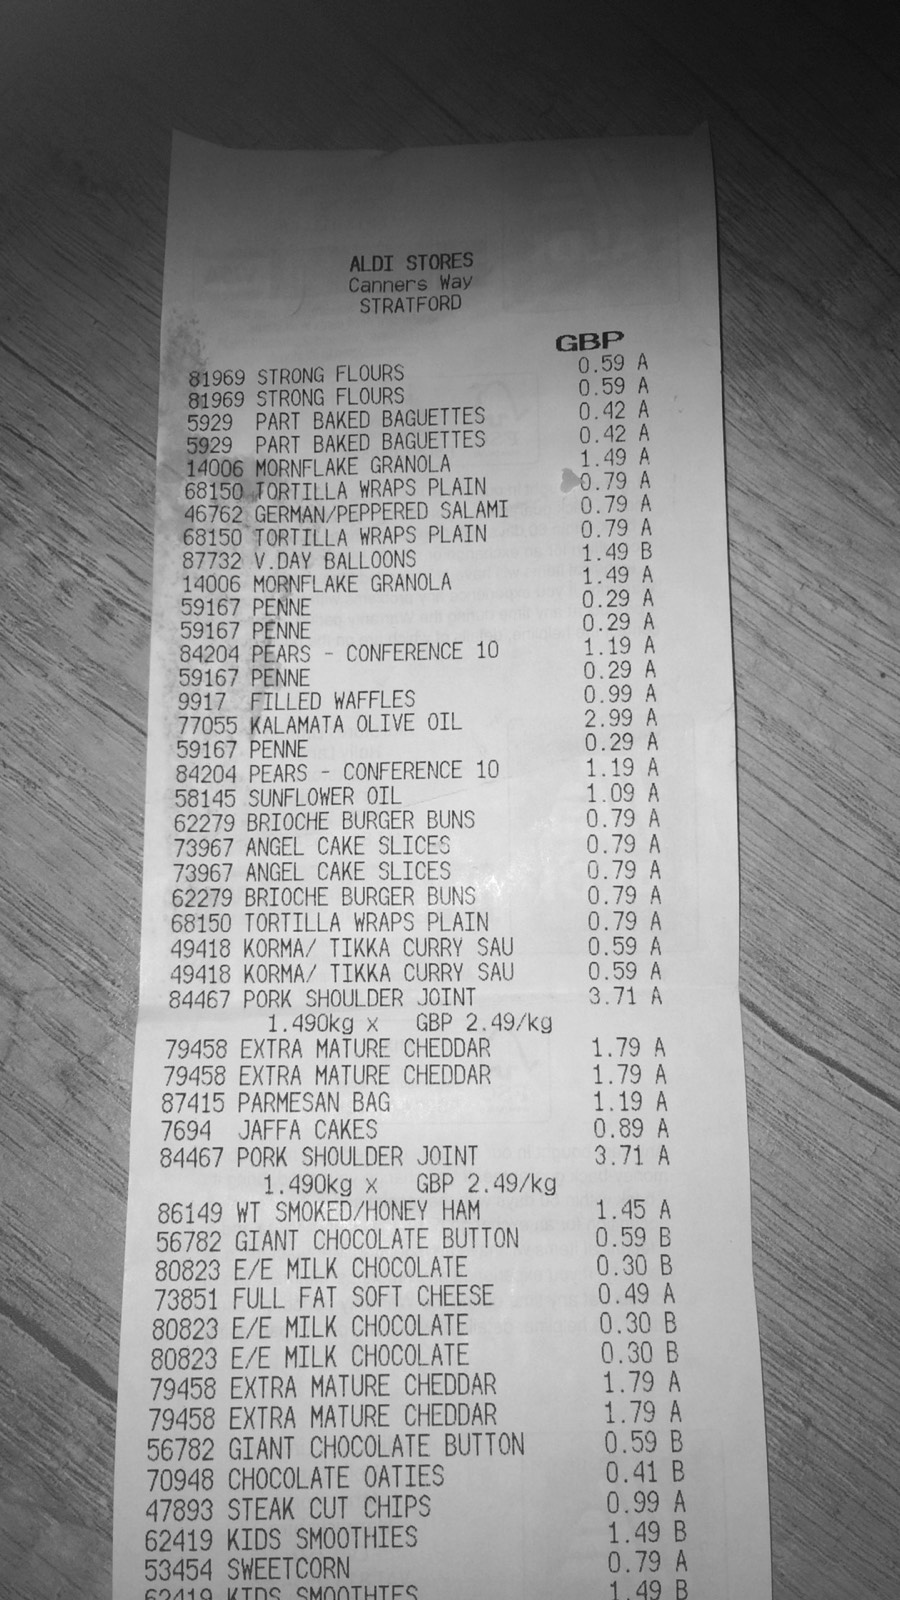 ALDI STORES
Canners Way
STRATFORD
GBP
81969 STRONG FLOURS 0.59 A
81969 STRONG FLOURS 0.59 A
5929 PART BAKED BAGUETTES 0.42 A
5929 PART BAKED BAGUETTES 0.42 A
14006 MORNFLAKE GRANOLA 1.49 A
68150 TORTILLA WRAPS PLAIN 0.79 A
46762 GERMAN/PEPPERED SALAMI 0.79 A
68150 TORTILLA WRAPS PLAIN 0.79 A
87732 V.DAY BALLOONS 1.49 B
14006 MORNFLAKE GRANOLA 1.49 A
59167 PENNE 0.29 A
59167 PENNE 0.29 A
84204 PEARS - CONFERENCE 10 1.19 A
59167 PENNE 0.29 A
9917 FILLED WAFFLES 0.99 A
77055 KALAMATA OLIVE OIL 2.99 A
59167 PENNE 0.29 A
84204 PEARS - CONFERENCE 10 1.19 A
58145 SUNFLOWER OIL 1.09 A
62279 BRIOCHE BURGER BUNS 0.79 A
73967 ANGEL CAKE SLICES 0.79 A
73967 ANGEL CAKE SLICES 0.79 A
62279 BRIOCHE BURGER BUNS 0.79 A
68150 TORTILLA WRAPS PLAIN 0.79 A
49418 KORMA/ TIKKA CURRY SAU 0.59 A
49418 KORMA/ TIKKA CURRY SAU 0.59 A
84467 PORK SHOULDER JOINT 3.71 A
1.490kg x GBP 2.49/kg
79458 EXTRA MATURE CHEDDAR 1.79 A
79458 EXTRA MATURE CHEDDAR 1.79 A
87415 PARMESAN BAG 1.19 A
7694 JAFFA CAKES 0.89 A
84467 PORK SHOULDER JOINT 3.71 A
1.490kg x GBP 2.49/kg
86149 WT SMOKED/HONEY HAM 1.45 A
56782 GIANT CHOCOLATE BUTTON 0.59 B
80823 E/E MILK CHOCOLATE 0.30 B
73851 FULL FAT SOFT CHEESE 0.49 A
80823 E/E MILK CHOCOLATE 0.30 B
80823 E/E MILK CHOCOLATE 0.30 B
79458 EXTRA MATURE CHEDDAR 1.79 A
79458 EXTRA MATURE CHEDDAR 1.79 A
56782 GIANT CHOCOLATE BUTTON 0.59 B
70948 CHOCOLATE OATIES 0.41 B
47893 STEAK CUT CHIPS 0.99 A
62419 KIDS SMOOTHIES 1.49 B
53454 SWEETCORN 0.79 A
62419 KIDS SMOOTHIES 1.49 B